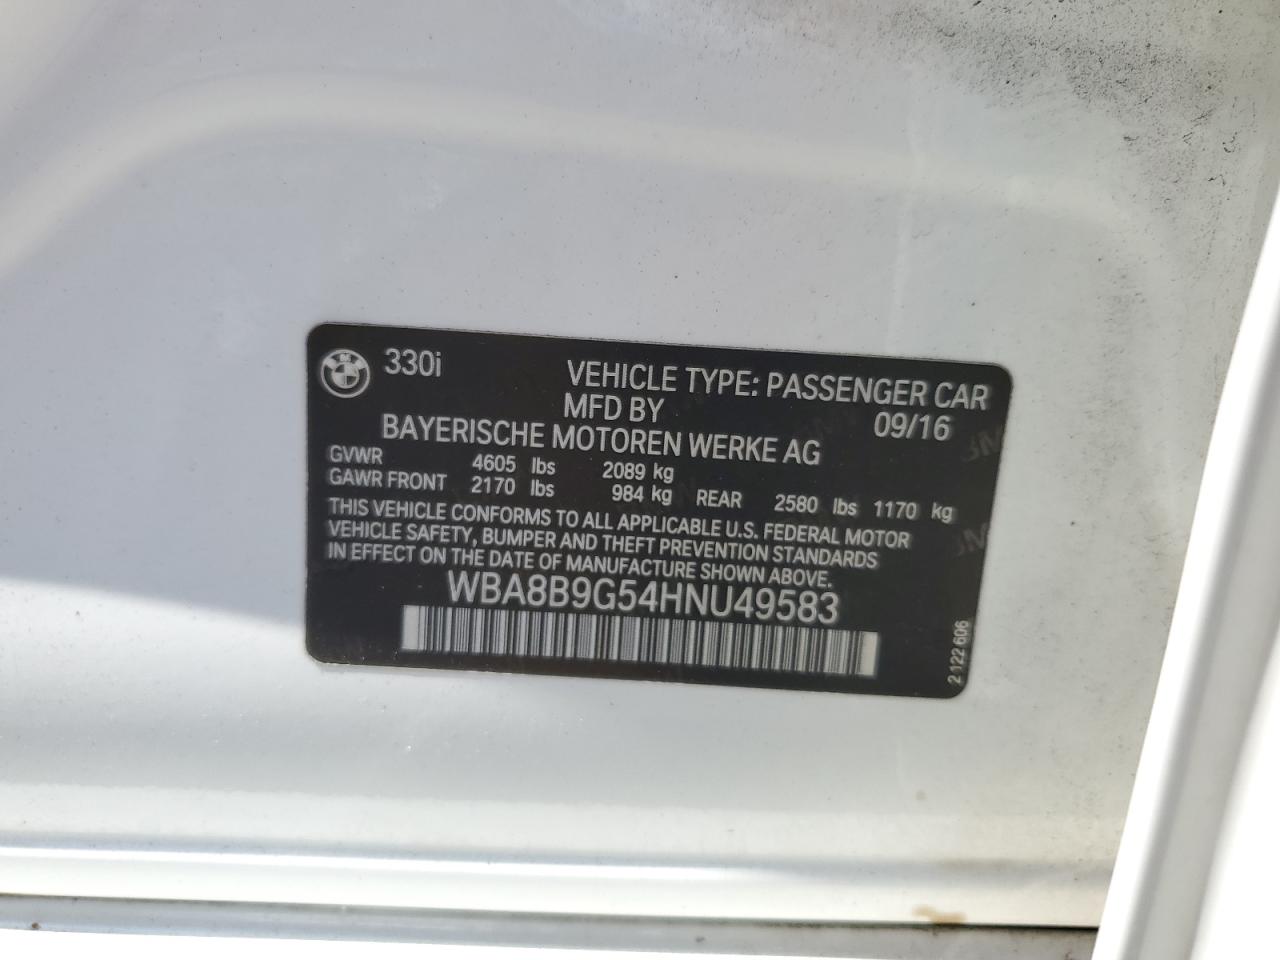 330i VEHICLE TYPE: PASSENGER CAR
MFD BY 09/16
BAYERISCHE MOTOREN WERKE AG
GVWR 4605 lbs 2089 kg
GAWR FRONT 2170 lbs 984 kg REAR 2580 lbs 1170 kg
THIS VEHICLE CONFORMS TO ALL APPLICABLE U.S. FEDERAL MOTOR
VEHICLE SAFETY, BUMPER AND THEFT PREVENTION STANDARDS
IN EFFECT ON THE DATE OF MANUFACTURE SHOWN ABOVE.
WBA8B9G54HNU49583
2 122 606